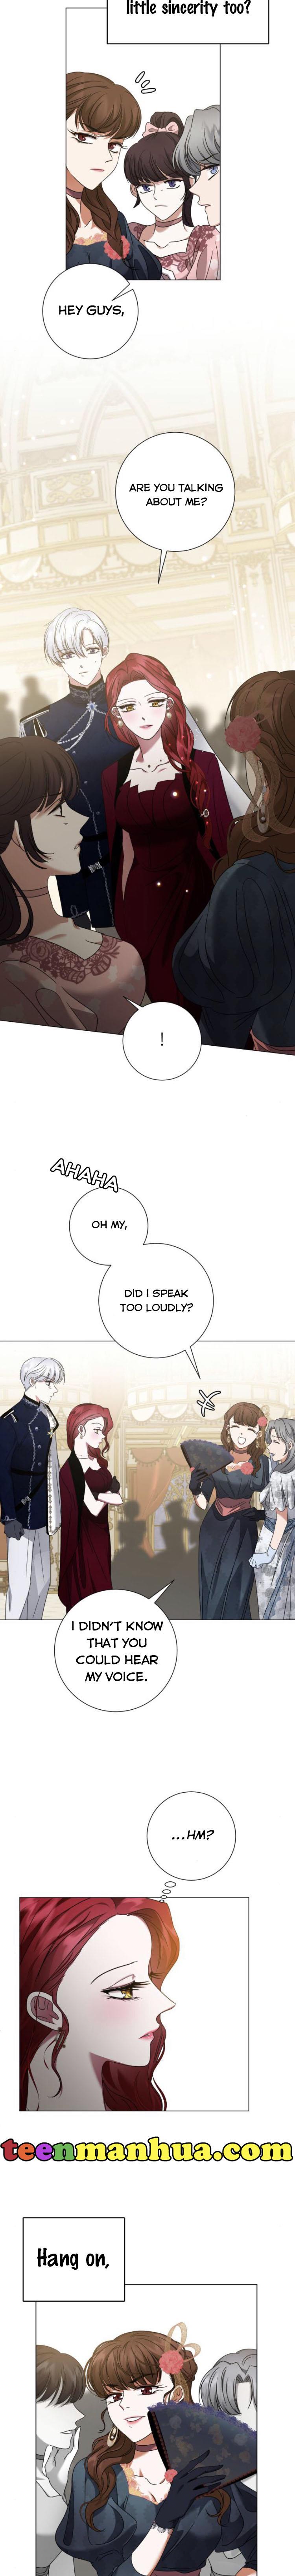 little sincerity too?
HEY GUYS,
ARE YOU TALKING
ABOUT ME?
!
AHAHA
OH MY,
DID I SPEAK
TOO LOUDLY?
I DIDN'T KNOW
THAT YOU
COULD HEAR
MY VOICE.
...HM?
teenmanhua.com
Hang on,